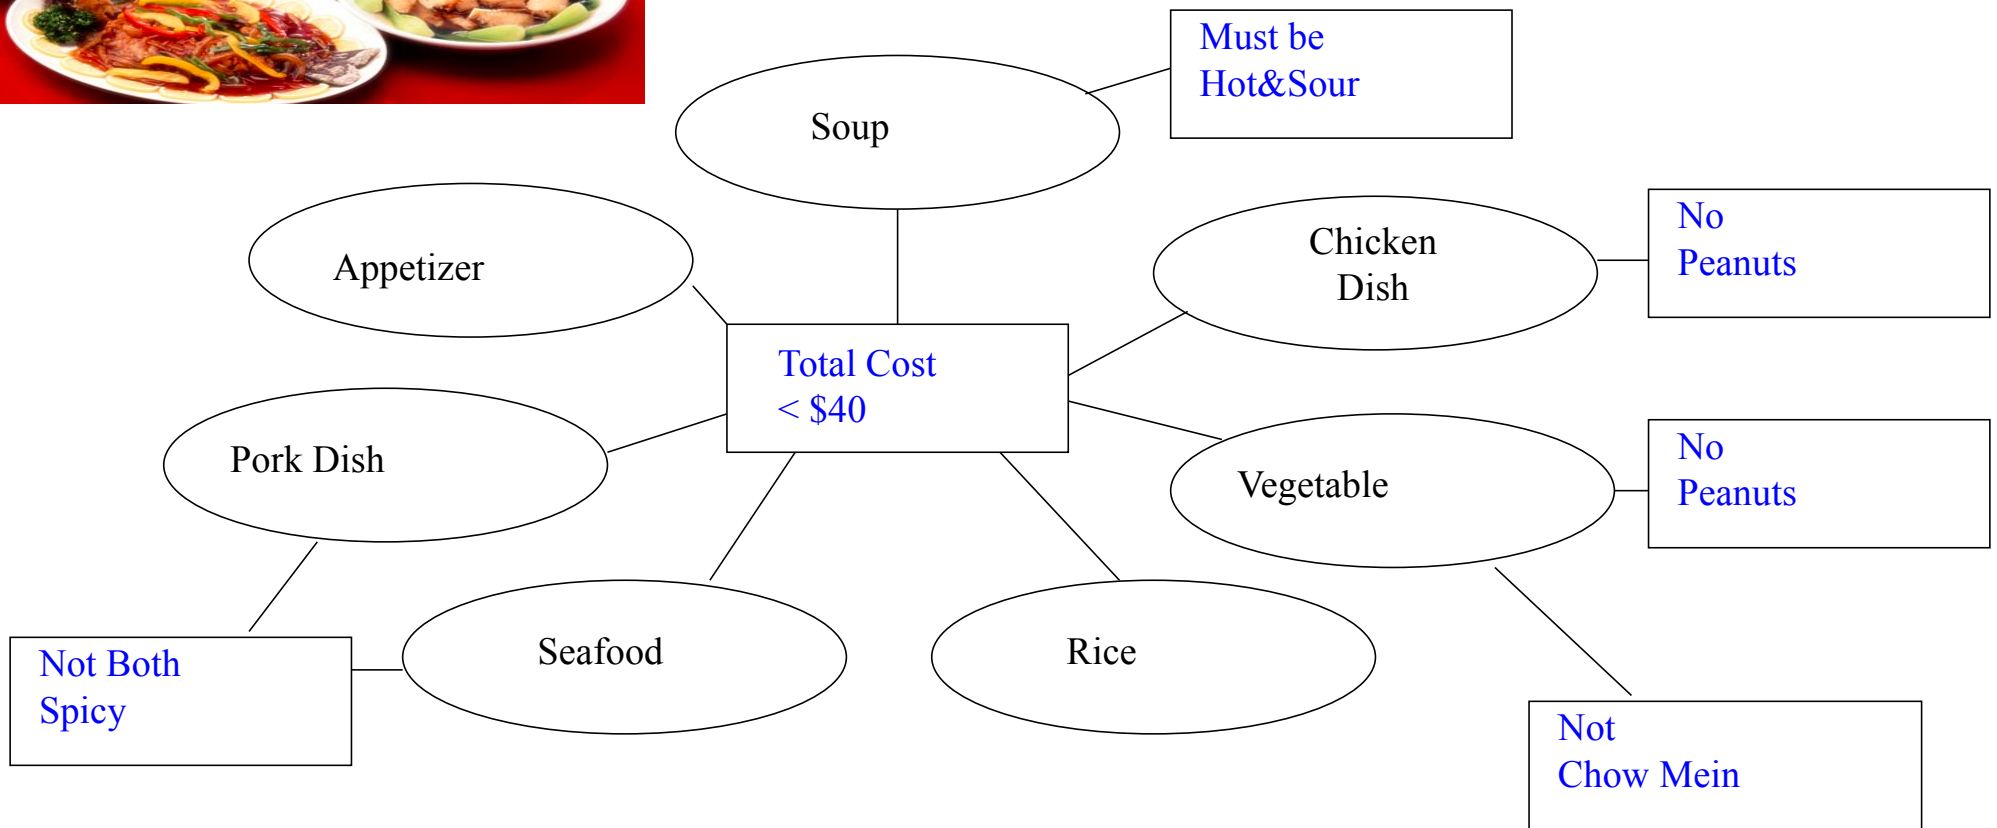 Must be
Hot&Sour
Soup
No
Peanuts
Chicken
Dish
Appetizer
Total Cost
< $40
No
Peanuts
Pork Dish
Vegetable
Not Both
Spicy
Seafood
Rice
Not
Chow Mein